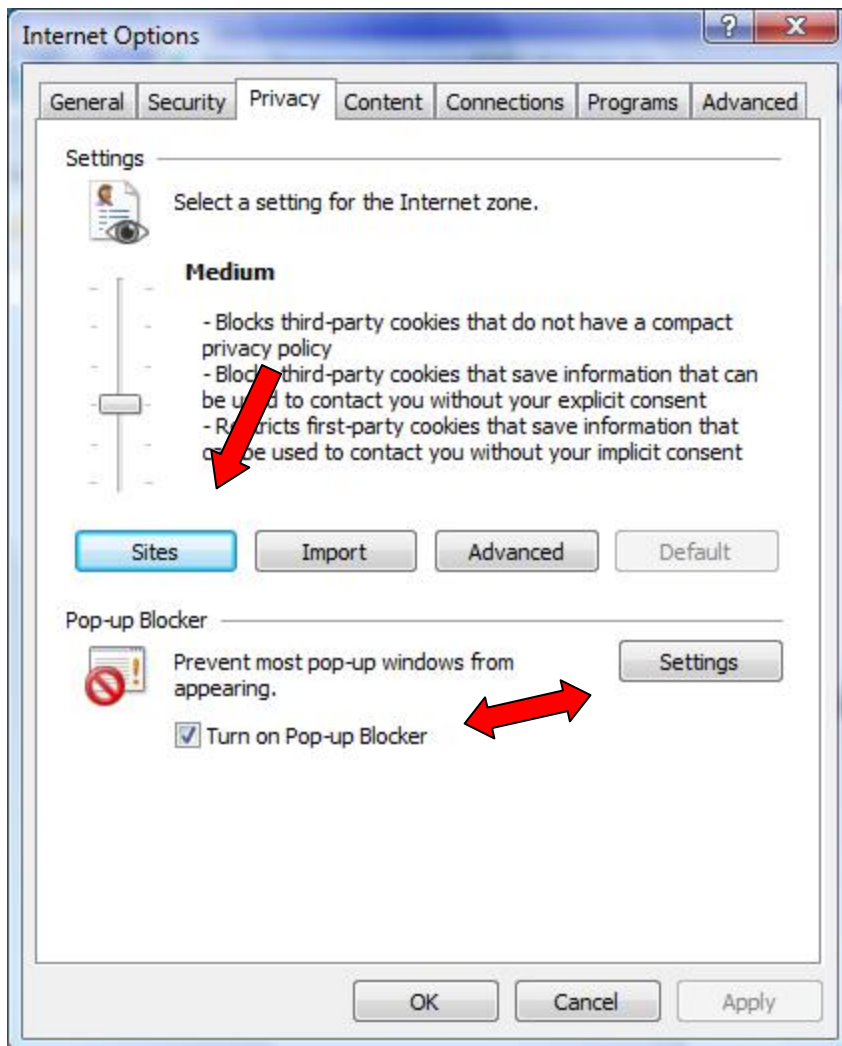 Internet Options
?
X
General Security Privacy Content Connections Programs Advanced
Settings
Select a setting for the Internet zone.
Medium
- Blocks third-party cookies that do not have a compact
privacy policy
- Blocks third-party cookies that save information that can
be used to contact you without your explicit consent
- Restricts first-party cookies that save information that
can be used to contact you without your implicit consent
Sites Import Advanced Default
Pop-up Blocker
Prevent most pop-up windows from
appearing.
Settings
Turn on Pop-up Blocker
OK Cancel Apply